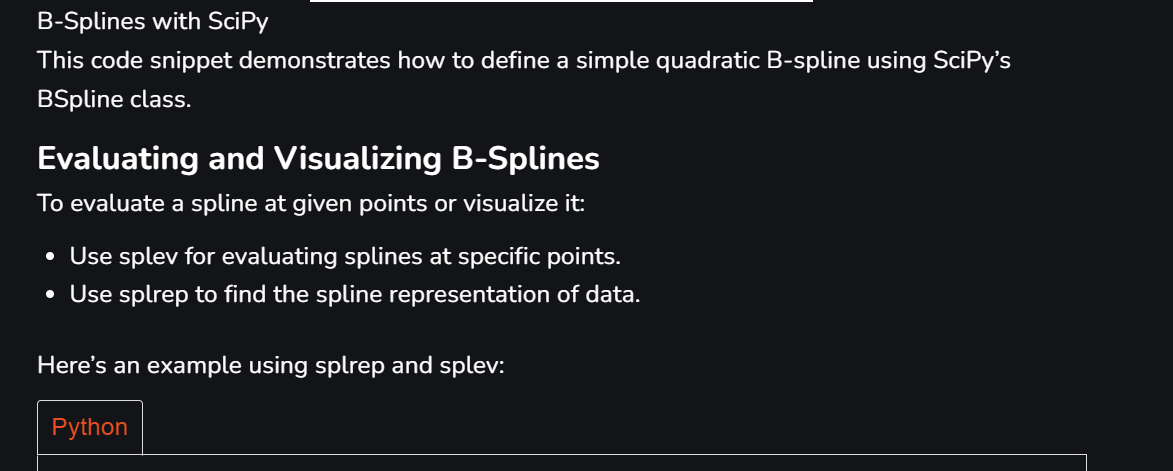 B-Splines with SciPy
This code snippet demonstrates how to define a simple quadratic B-spline using SciPy’s
BSpline class.
Evaluating and Visualizing B-Splines
To evaluate a spline at given points or visualize it:
• Use splev for evaluating splines at specific points.
• Use splrep to find the spline representation of data.
Here’s an example using splrep and splev:
Python